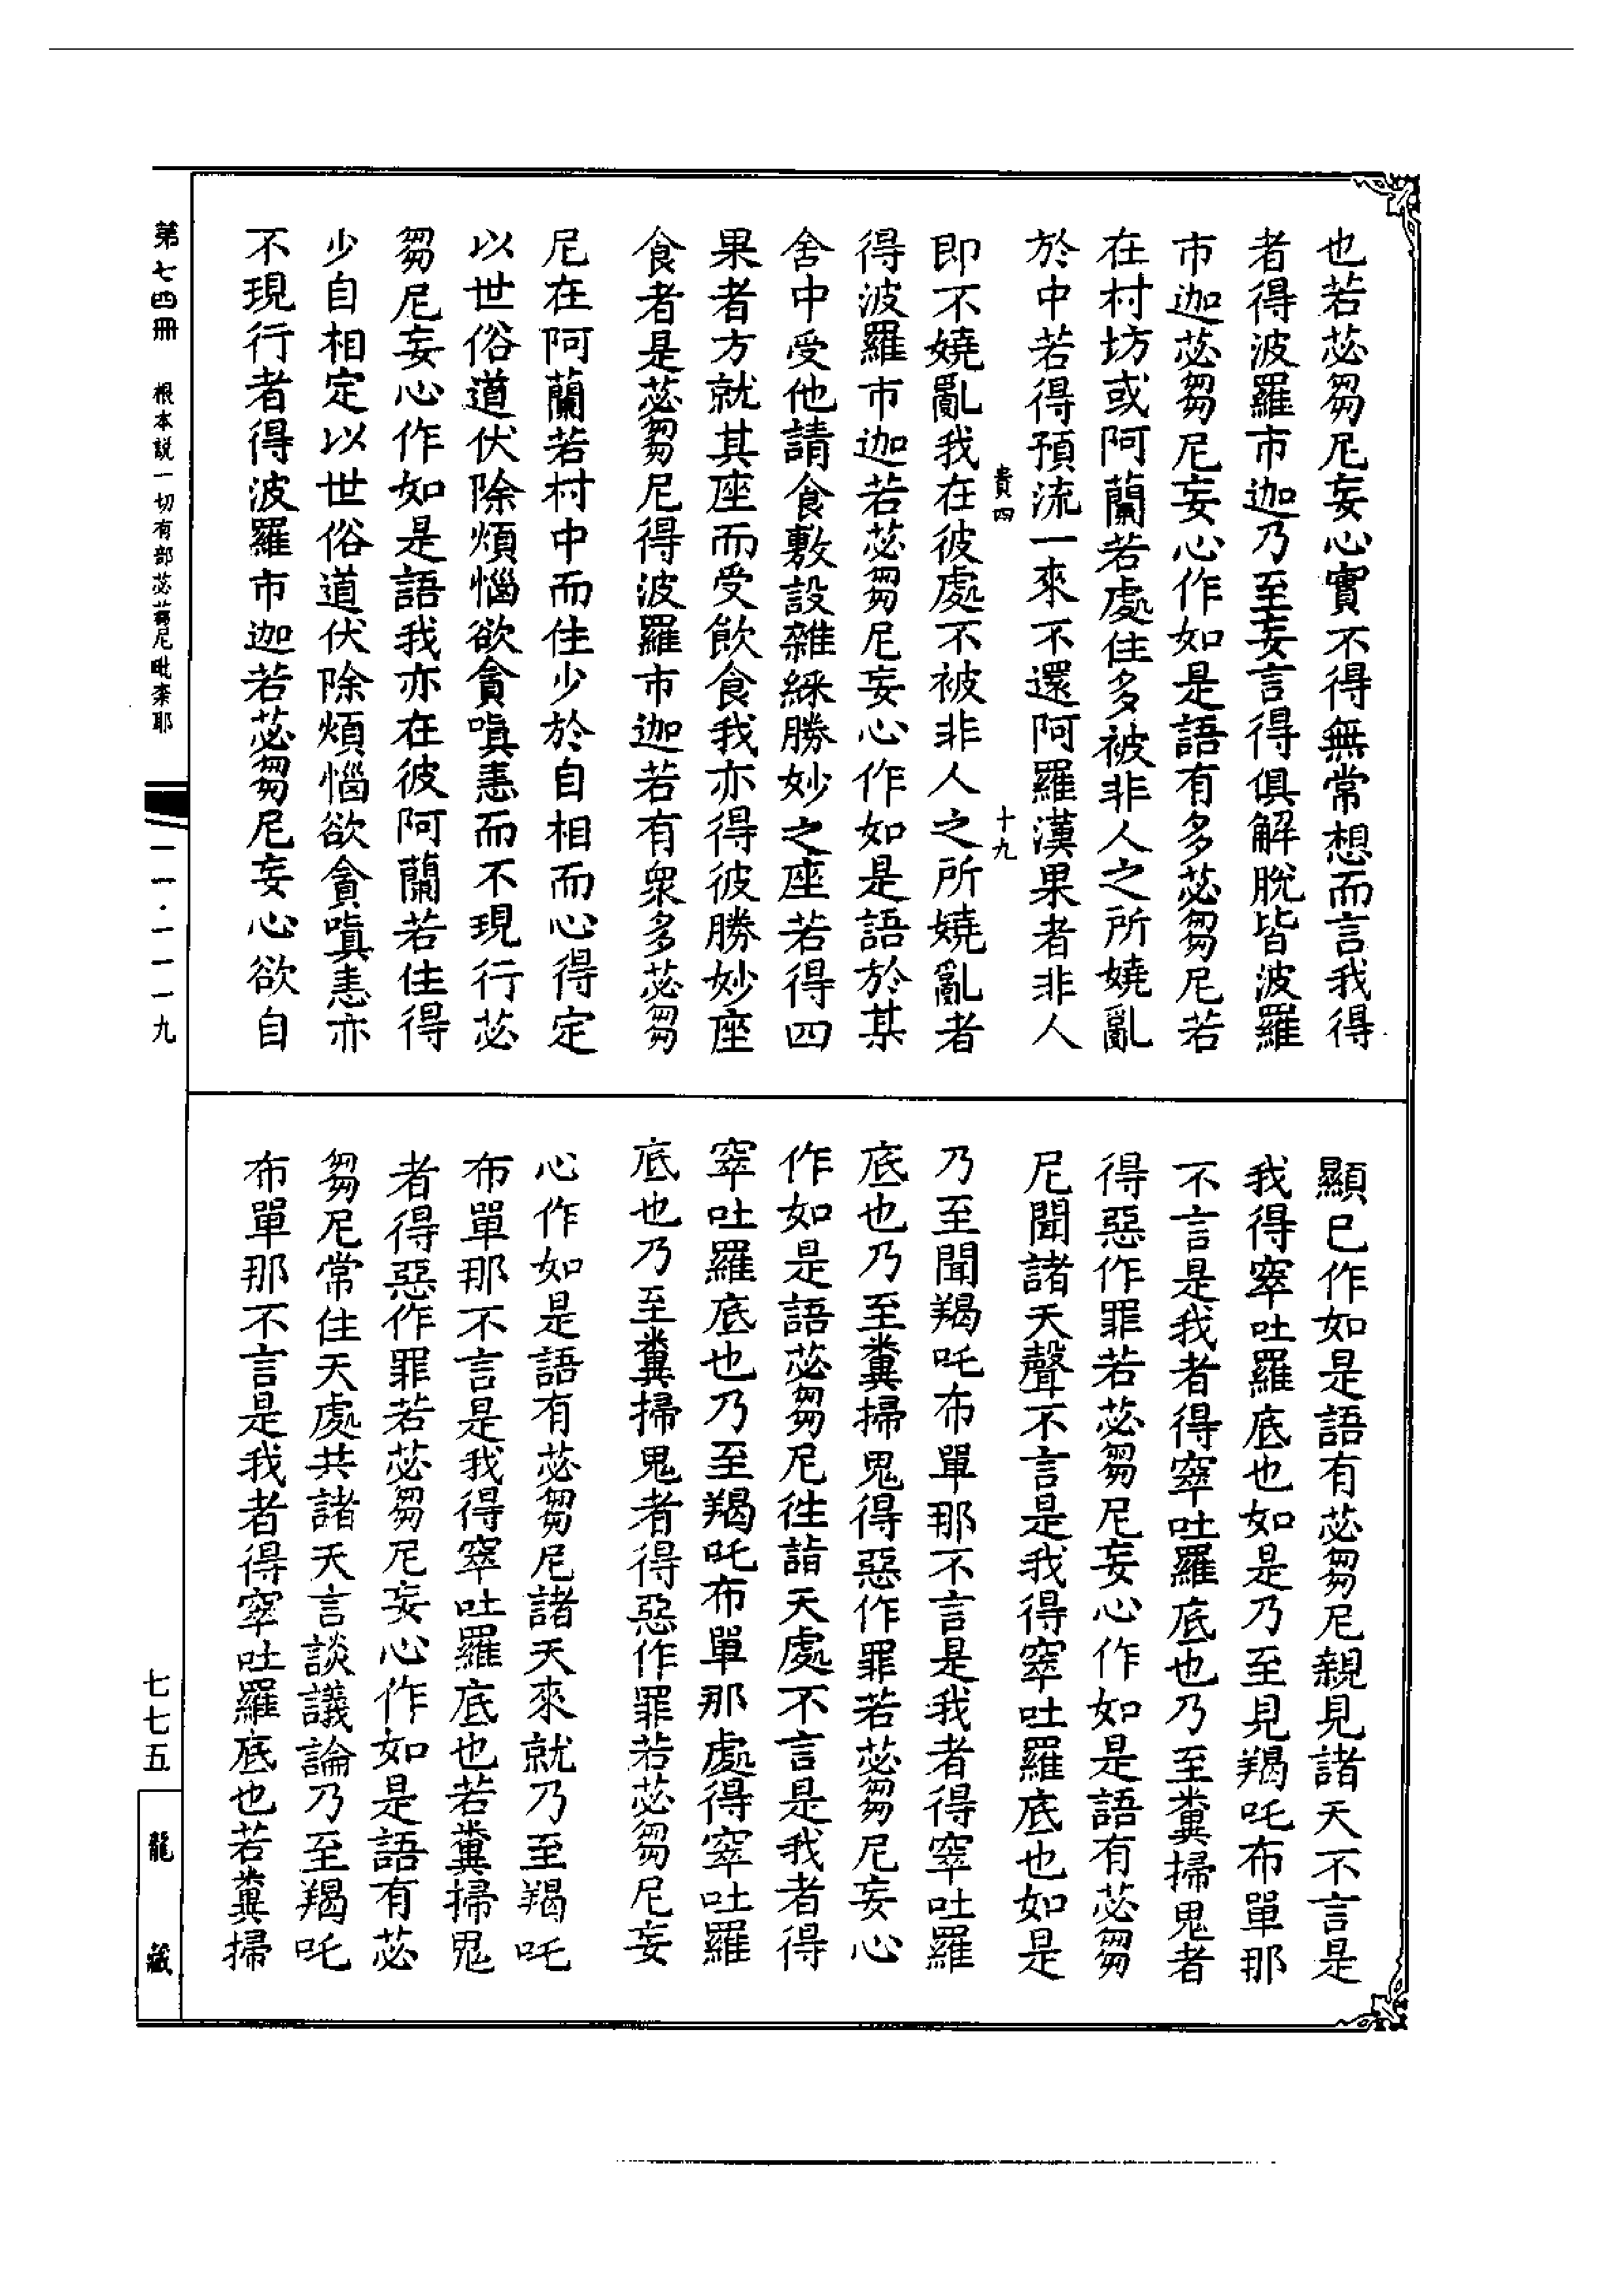 也若苾芻尼妄心實不得無常想而言我得
者得波羅市迦乃至妄言得俱解脫皆波羅
市迦苾芻尼妄心作如是語有多苾芻尼若
在村坊或阿蘭若處住多被非人之所嬈亂
於中若得預流一來不還阿羅漢果者非人
貴四 十九
即不嬈亂我在彼處不被非人之所嬈亂者
得波羅市迦若苾芻尼妄心作如是語於某
舍中受他請食敷設雜綵勝妙之座若得四
果者方就其座而受飲食我亦得彼勝妙座
食者是苾芻尼得波羅市迦若有衆多苾芻
尼在阿蘭若村中而住少於自相而心得定
以世俗道伏除煩惱欲貪嗔恚而不現行苾
芻尼妄心作如是語我亦在彼阿蘭若住得
少自相定以世俗道伏除煩惱欲貪嗔恚亦
不現行者得波羅市迦若苾芻尼妄心欲自
顯已作如是語有苾芻尼親見諸天不言是
我得窣吐羅底也如是乃至見羯吒布單那
不言是我者得窣吐羅底也乃至糞掃鬼者
得惡作罪若苾芻尼妄心作如是語有苾芻
尼聞諸天聲不言是我得窣吐羅底也如是
乃至聞羯吒布單那不言是我者得窣吐羅
底也乃至糞掃鬼得惡作罪若苾芻尼妄心
作如是語苾芻尼往詣天處不言是我者得
窣吐羅底也乃至羯吒布單那處得窣吐羅
底也乃至糞掃鬼者得惡作罪若苾芻尼妄
心作如是語有苾芻尼諸天來就乃至羯吒
布單那不言是我得窣吐羅底也若糞掃鬼
者得惡作罪若苾芻尼妄心作如是語有苾
芻尼常住天處共諸天言談議論乃至羯吒
布單那不言是我者得窣吐羅底也若糞掃
第七四冊 根本說一切有部苾芻尼毗奈耶 一一·一一一九
七七五
龍藏